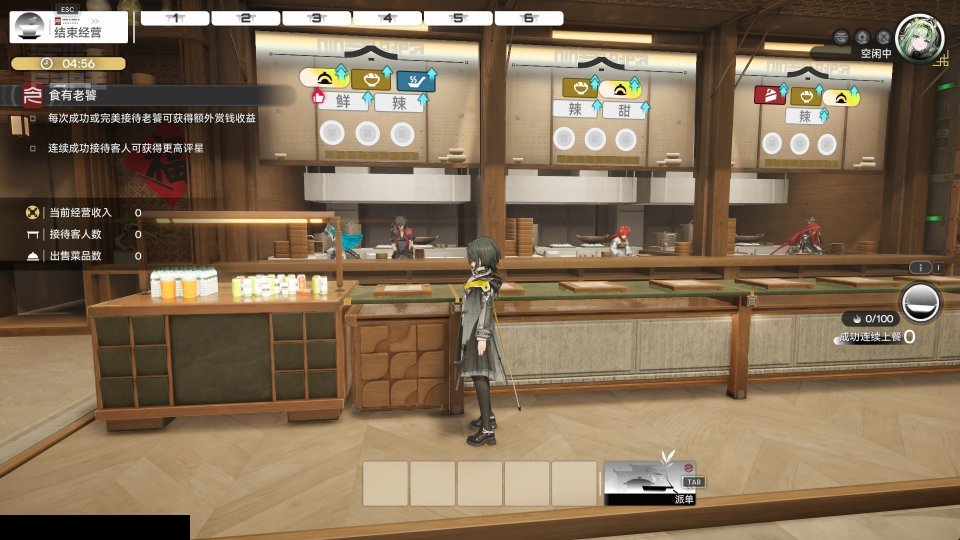 ESC
结束经营
1
2
3
4
5
6
04:56
食有老饕
每次成功或完美接待老饕可获得额外赏钱收益
连续成功接待客人可获得更高评星
当前经营收入 0
接待客人数 0
出售菜品数 0
空闲中
鲜
辣
辣
甜
辣
福
0/100
成功连续上餐 0
TAB
派单